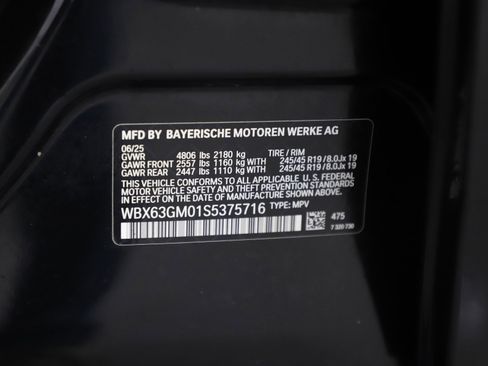 MFD BY BAYERISCHE MOTOREN WERKE AG
06/25
GVWR 4806 lbs 2180 kg TIRE / RIM
GAWR FRONT 2557 lbs 1160 kg WITH 245/45 R19 / 8.0Jx 19
GAWR REAR 2447 lbs 1110 kg WITH 245/45 R19 / 8.0Jx 19
THIS VEHICLE CONFORMS TO ALL APPLICABLE U. S. FEDERAL
MOTOR VEHICLE SAFETY, BUMPER, AND THEFT PREVENTION STANDARDS
IN EFFECT ON THE DATE OF MANUFACTURE SHOWN ABOVE.
WBX63GM01S5375716 TYPE: MPV
475
7 320 730